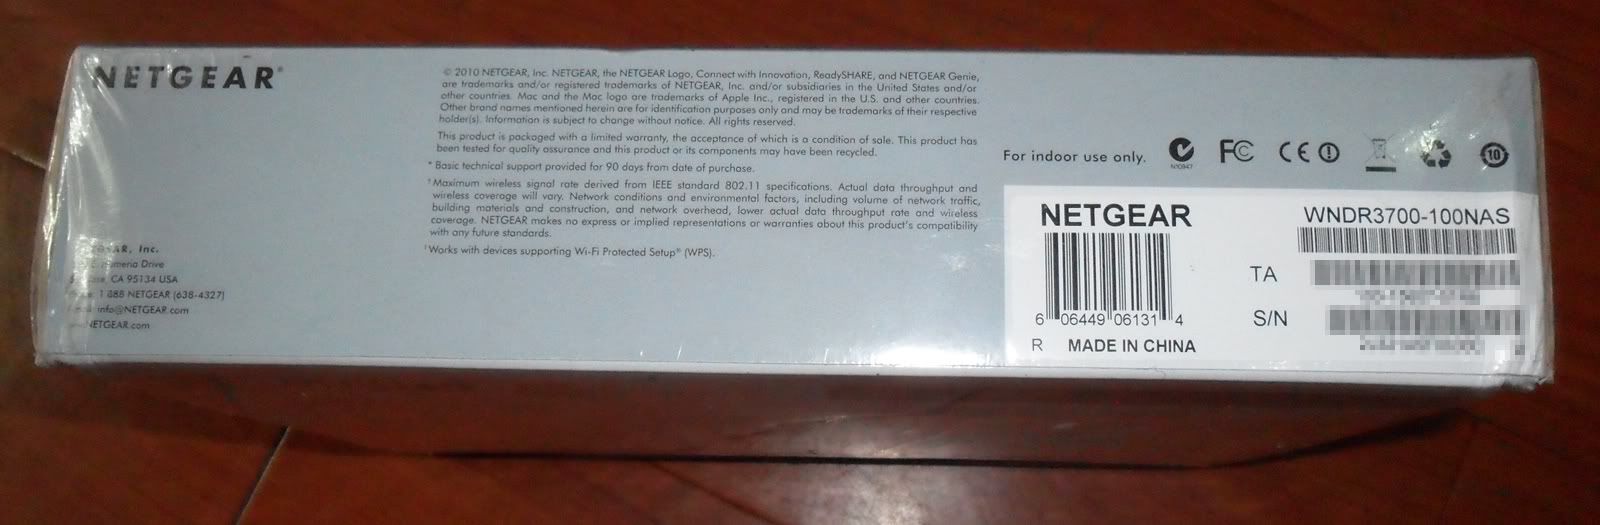 NETGEAR®
© 2010 NETGEAR, Inc. NETGEAR, the NETGEAR Logo, Connect with Innovation, ReadySHARE, and NETGEAR Genie,
are trademarks and/or registered trademarks of NETGEAR, Inc. and/or subsidiaries in the United States and/or
other countries. Mac and the Mac logo are trademarks of Apple Inc., registered in the U.S. and other countries.
Other brand names mentioned herein are for identification purposes only and may be trademarks of their respective
holder(s). Information is subject to change without notice. All rights reserved.
This product is packaged with a limited warranty, the acceptance of which is a condition of sale. This product has
been tested for quality assurance and this product or its components may have been recycled.
* Basic technical support provided for 90 days from date of purchase.
†Maximum wireless signal rate derived from IEEE standard 802.11 specifications. Actual data throughput and
wireless coverage will vary. Network conditions and environmental factors, including volume of network traffic,
building materials and construction, and network overhead, lower actual data throughput rate and wireless
coverage. NETGEAR makes no express or implied representations or warranties about this product's compatibility
with any future standards.
Works with devices supporting Wi-Fi Protected Setup® (WPS).
Inc.
Drive
CA 95134 USA
1 888 NETGEAR (638-4327)
info@NETGEAR.com
NETGEAR.com
For indoor use only.
N10947
FC
CE
10
NETGEAR
WNDR3700-100NAS
TA
S/N
6 06449 06131 4
R MADE IN CHINA